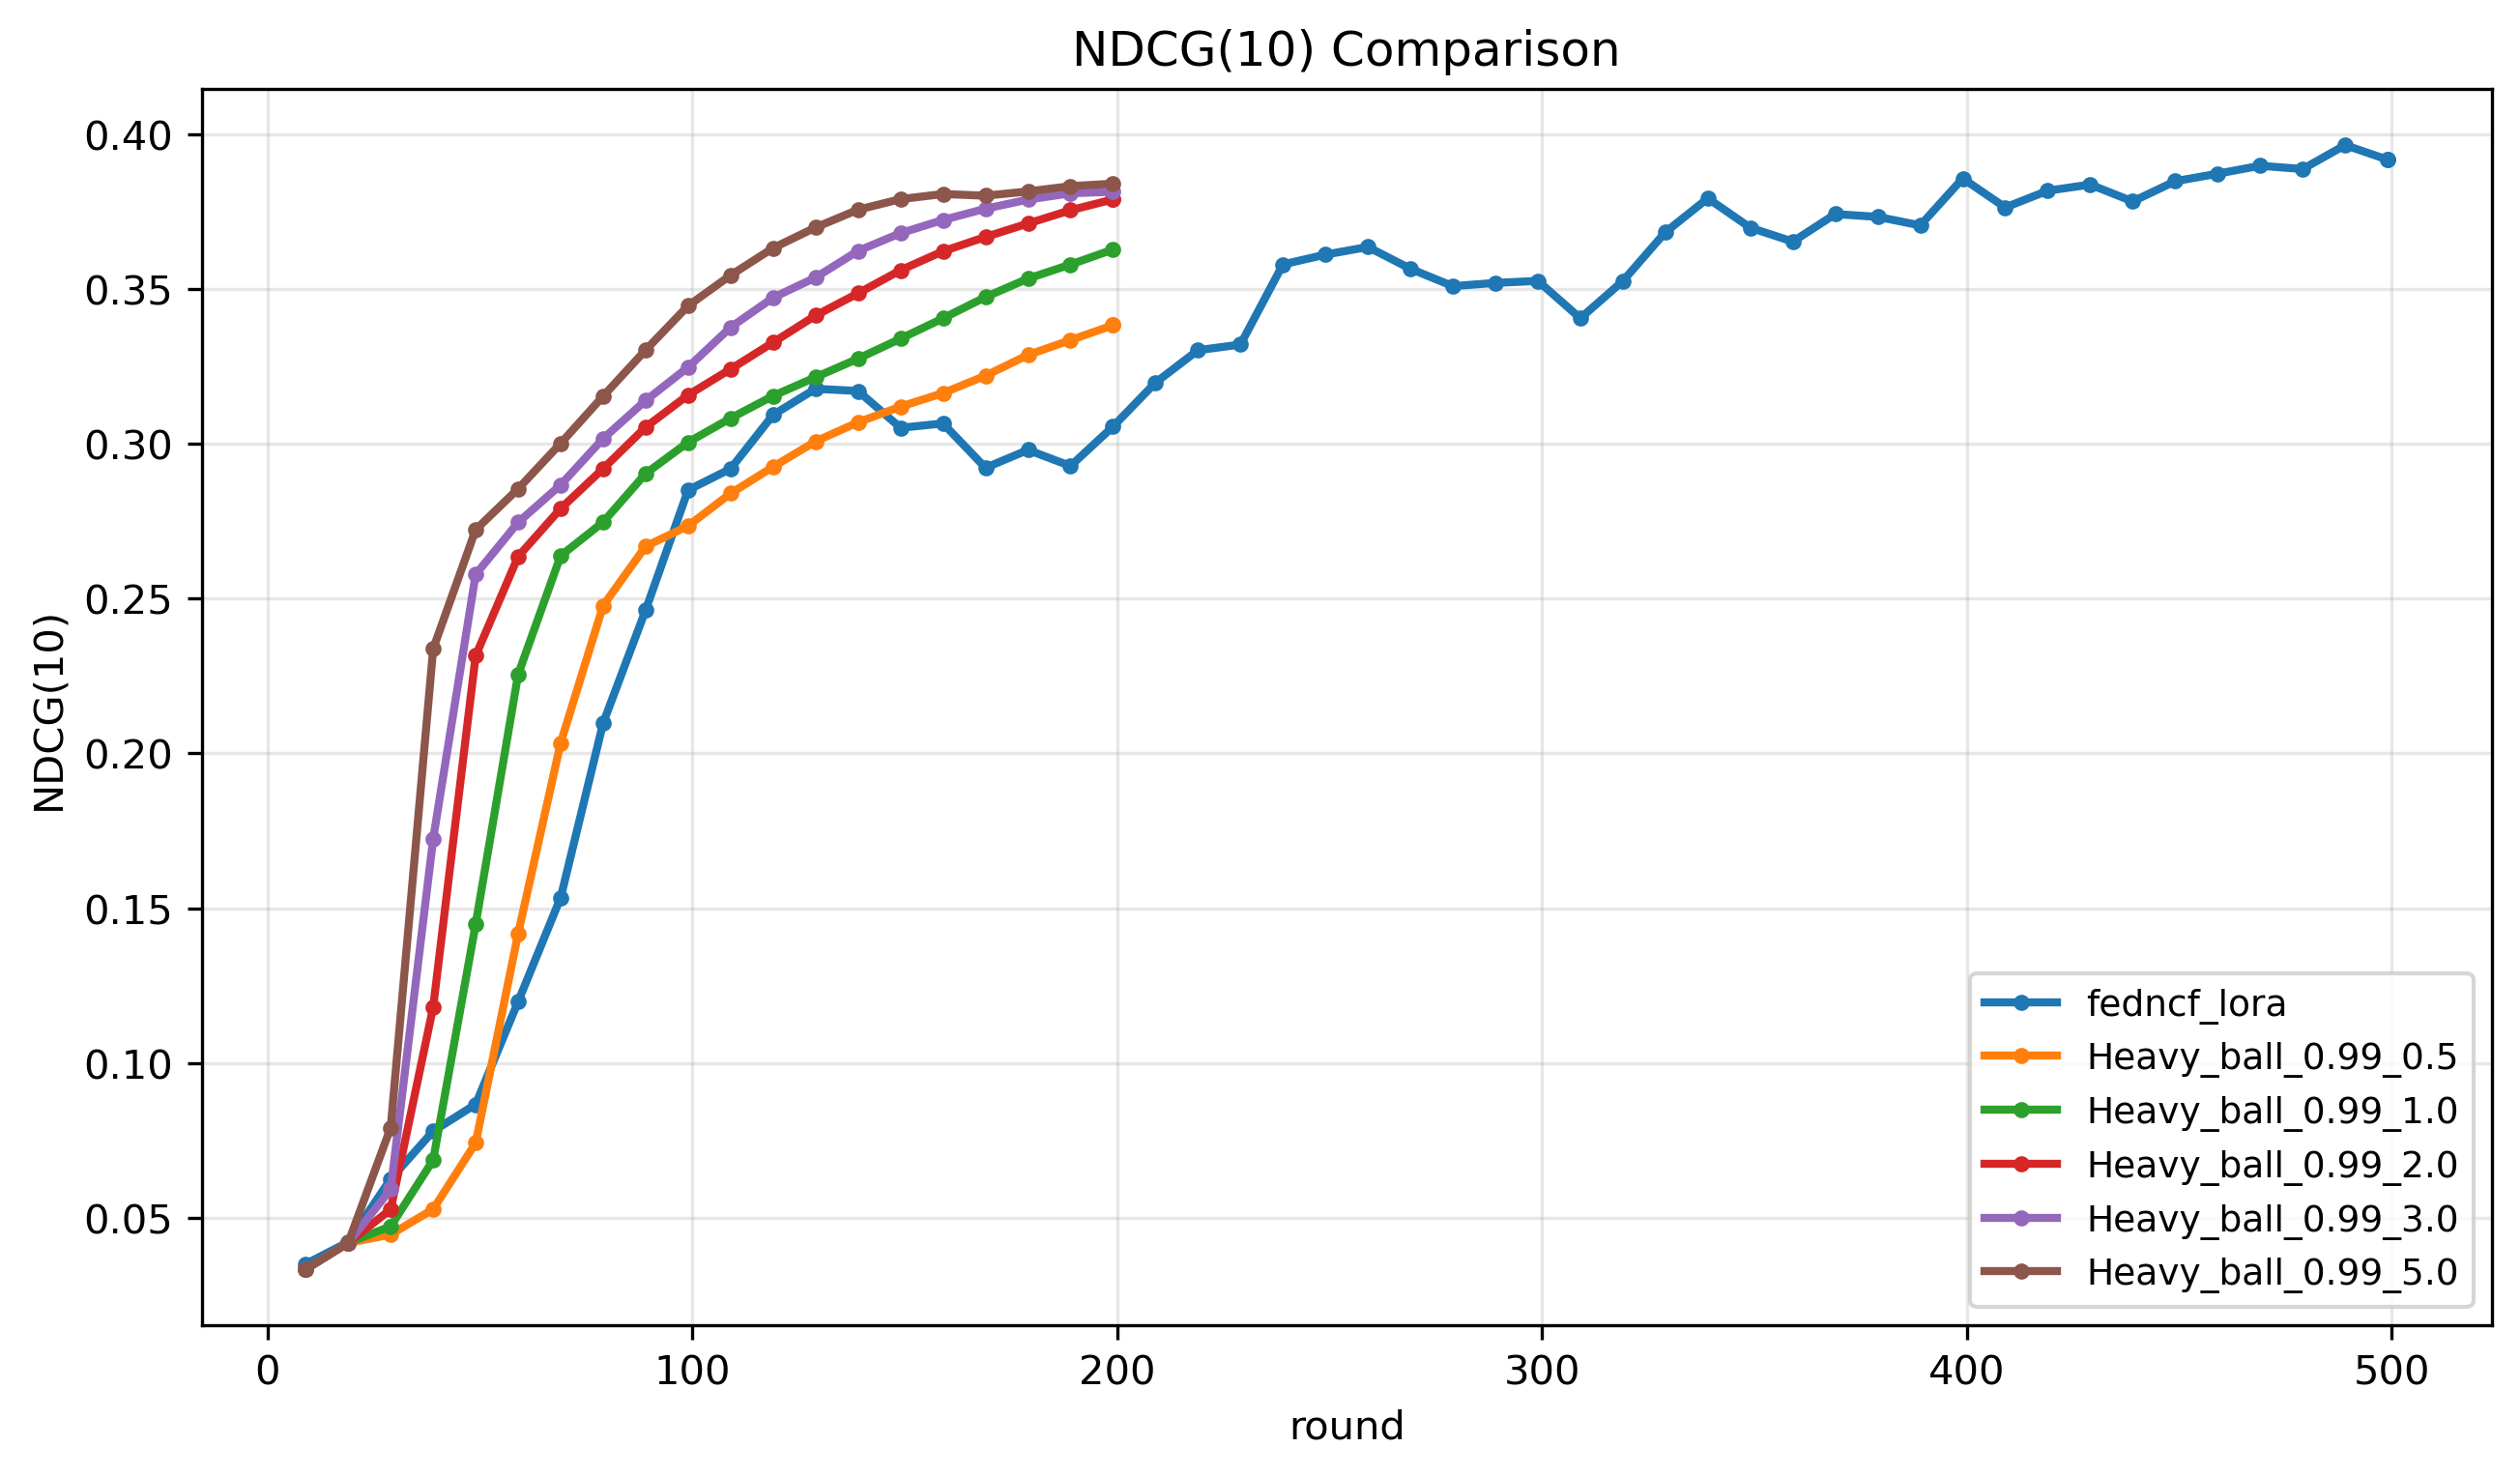 NDCG(10) Comparison
NDCG(10)
0.40
0.35
0.30
0.25
0.20
0.15
0.10
0.05
0 100 200 300 400 500
round
fedncf_lora
Heavy_ball_0.99_0.5
Heavy_ball_0.99_1.0
Heavy_ball_0.99_2.0
Heavy_ball_0.99_3.0
Heavy_ball_0.99_5.0